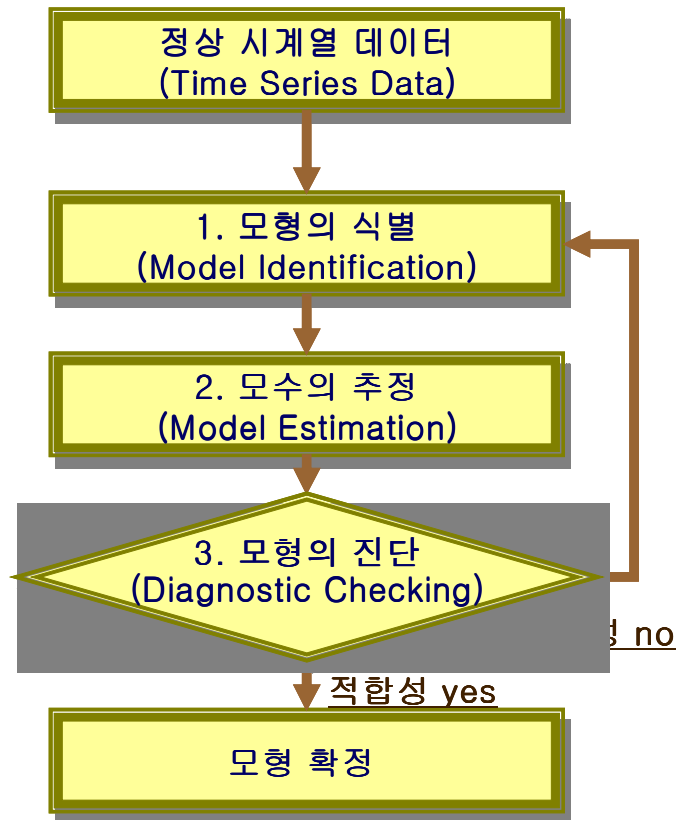 정상 시계열 데이터
(Time Series Data)
1. 모형의 식별
(Model Identification)
2. 모수의 추정
(Model Estimation)
3. 모형의 진단
(Diagnostic Checking)
no
적합성 yes
모형 확정